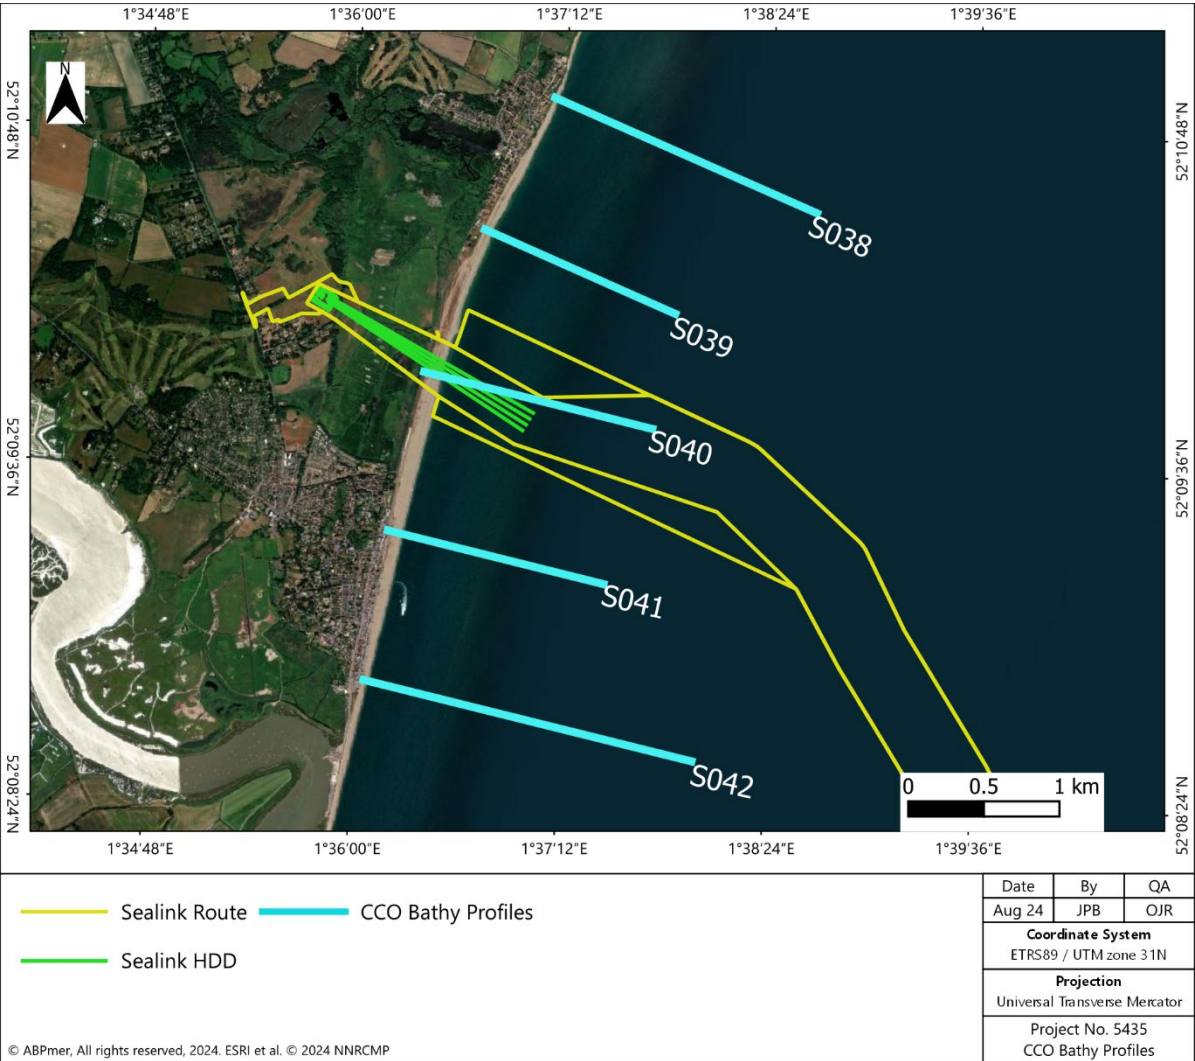 1°34'48"E 1°36'00"E 1°37'12"E 1°38'24"E 1°39'36"E
N
52°10'48"N
52°10'48"N
S038
S039
S040
52°09'36"N
52°09'36"N
S041
S042
0 0.5 1 km
52°08'24"N
52°08'24"N
1°34'48"E 1°36'00"E 1°37'12"E 1°38'24"E 1°39'36"E
Sealink Route CCO Bathy Profiles
Sealink HDD
Date By QA
Aug 24 JPB OJR
Coordinate System
ETRS89 / UTM zone 31N
Projection
Universal Transverse Mercator
Project No. 5435
CCO Bathy Profiles
© ABPmer, All rights reserved, 2024. ESRI et al. © 2024 NNRCMP